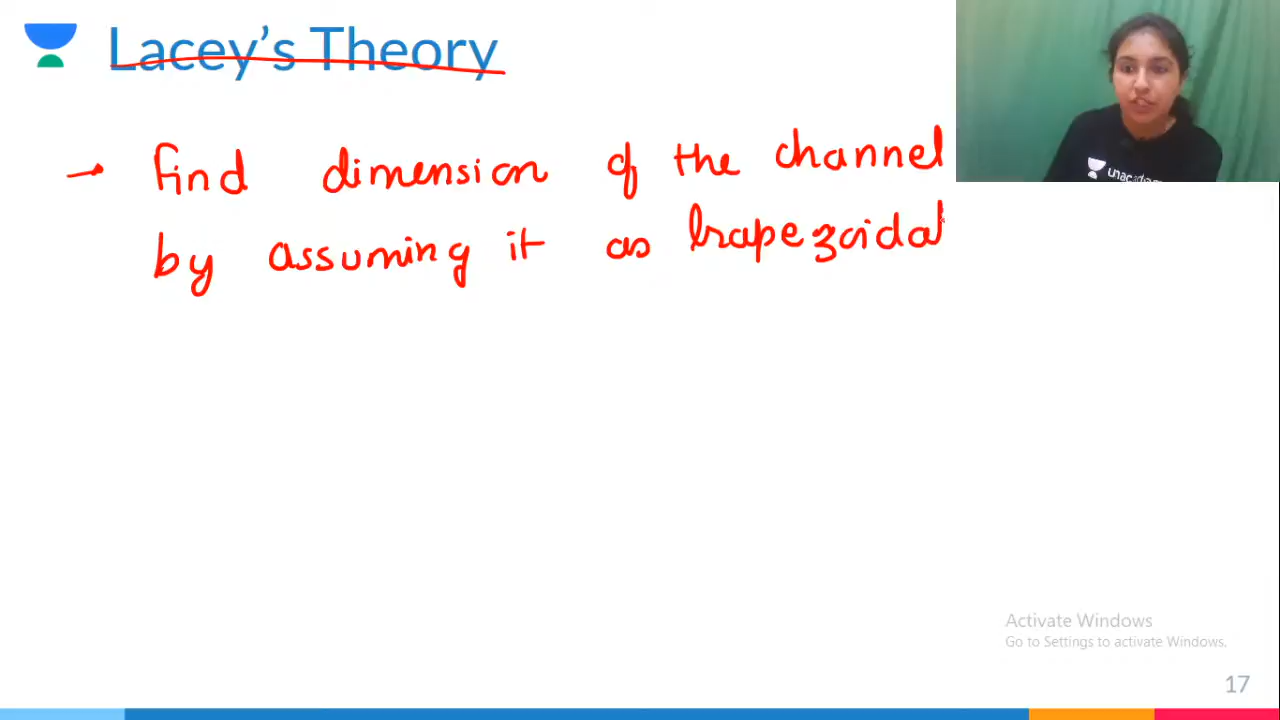 Lacey's Theory
→ Find dimension of the channel
by assuming it as trapezoidal
unacade
Activate Windows
Go to Settings to activate Windows.
17